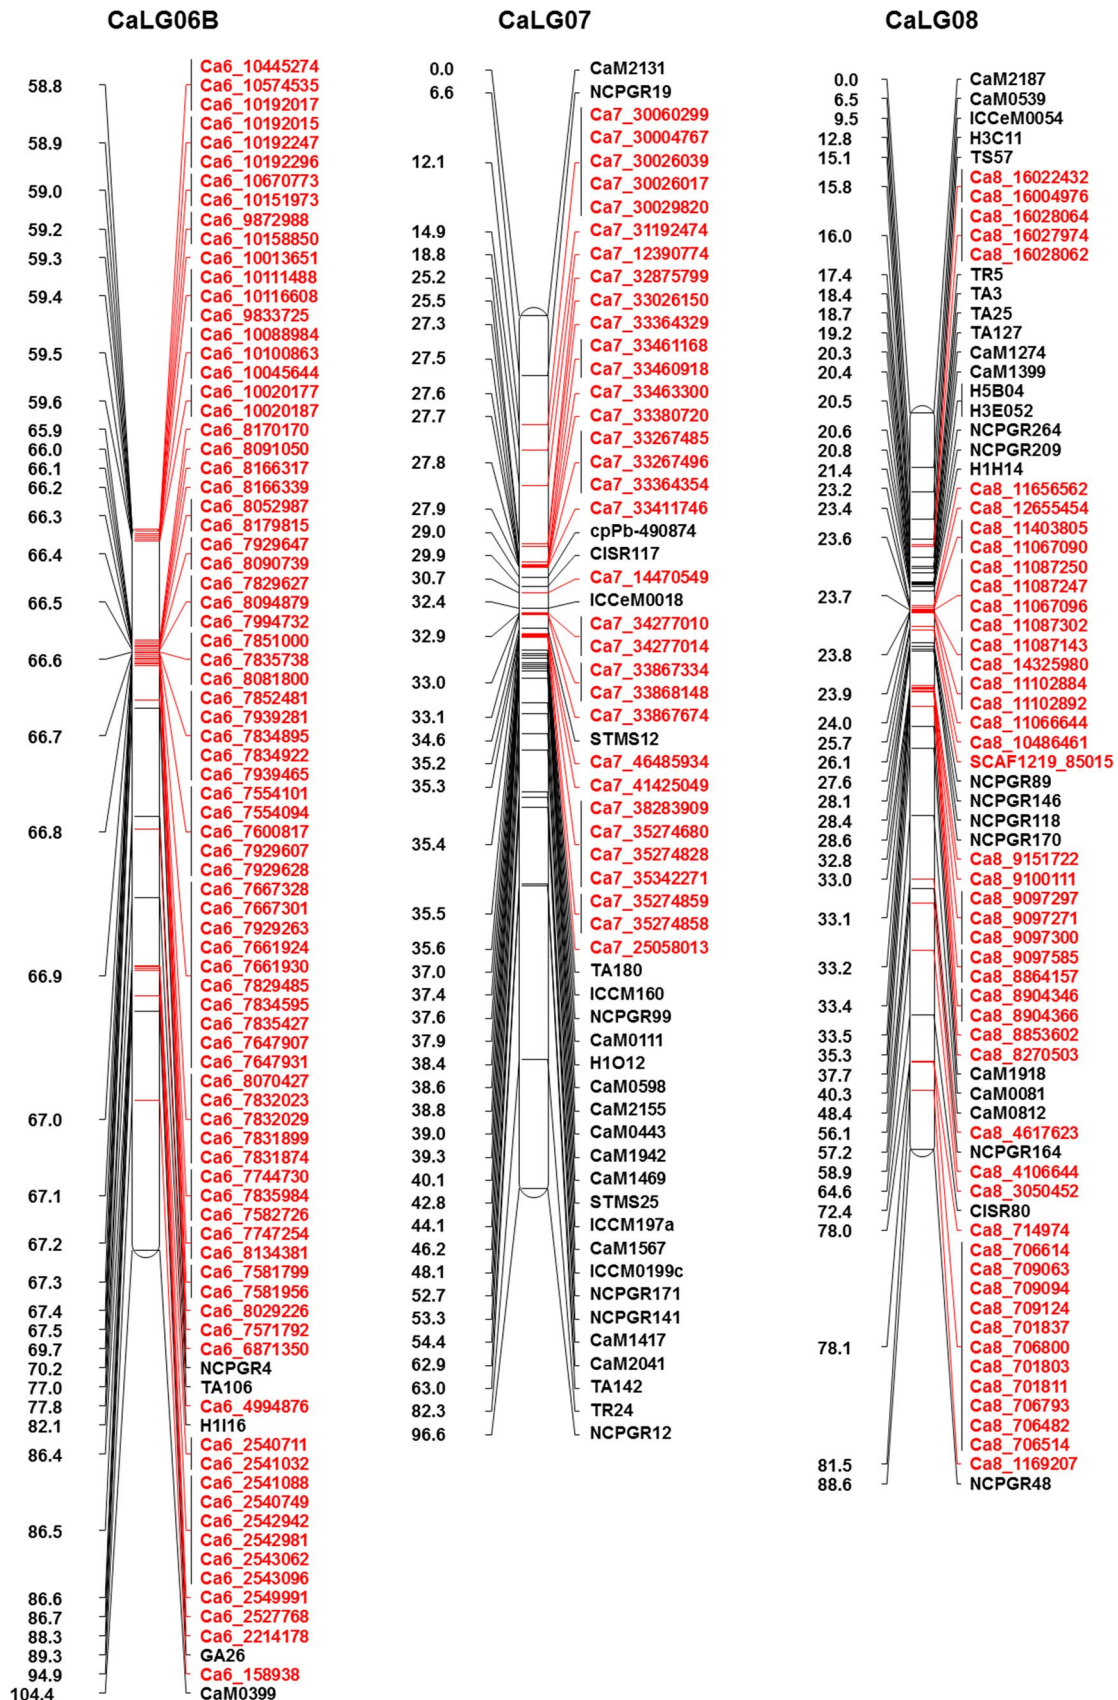 CaLG06B
58.8
58.9
59.0
59.2
59.3
59.4
59.5
59.6
65.9
66.0
66.1
66.2
66.3
66.4
66.5
66.6
66.7
66.8
66.9
67.0
67.1
67.2
67.3
67.4
67.5
69.7
70.2
77.0
77.8
82.1
86.4
86.5
86.6
86.7
88.3
89.3
94.9
104.4
Ca6_10445274
Ca6_10574535
Ca6_10192017
Ca6_10192015
Ca6_10192247
Ca6_10192296
Ca6_10670773
Ca6_10151973
Ca6_9872988
Ca6_10158850
Ca6_10013651
Ca6_10111488
Ca6_10116608
Ca6_9833725
Ca6_10088984
Ca6_10100863
Ca6_10045644
Ca6_10020177
Ca6_10020187
Ca6_8170170
Ca6_8091050
Ca6_8166317
Ca6_8166339
Ca6_8052987
Ca6_8179815
Ca6_7929647
Ca6_8090739
Ca6_7829627
Ca6_8094879
Ca6_7994732
Ca6_7851000
Ca6_7835738
Ca6_8081800
Ca6_7852481
Ca6_7939281
Ca6_7834895
Ca6_7834922
Ca6_7939465
Ca6_7554101
Ca6_7554094
Ca6_7600817
Ca6_7929607
Ca6_7929628
Ca6_7667328
Ca6_7667301
Ca6_7929263
Ca6_7661924
Ca6_7661930
Ca6_7829485
Ca6_7834595
Ca6_7835427
Ca6_7647907
Ca6_7647931
Ca6_8070427
Ca6_7832023
Ca6_7832029
Ca6_7831899
Ca6_7831874
Ca6_7744730
Ca6_7835984
Ca6_7582726
Ca6_7747254
Ca6_8134381
Ca6_7581799
Ca6_7581956
Ca6_8029226
Ca6_7571792
Ca6_6871350
NCPGR4
TA106
Ca6_4994876
H1I16
Ca6_2540711
Ca6_2541032
Ca6_2541088
Ca6_2540749
Ca6_2542942
Ca6_2542981
Ca6_2543062
Ca6_2543096
Ca6_2549991
Ca6_2527768
Ca6_2214178
GA26
Ca6_158938
CaM0399
CaLG07
0.0
6.6
12.1
14.9
18.8
25.2
25.5
27.3
27.5
27.6
27.7
27.8
27.9
29.0
29.9
30.7
32.4
32.9
33.0
33.1
34.6
35.2
35.3
35.4
35.5
35.6
37.0
37.4
37.6
37.9
38.4
38.6
38.8
39.0
39.3
40.1
42.8
44.1
46.2
48.1
52.7
53.3
54.4
62.9
63.0
82.3
96.6
CaM2131
NCPGR19
Ca7_30060299
Ca7_30004767
Ca7_30026039
Ca7_30026017
Ca7_30029820
Ca7_31192474
Ca7_12390774
Ca7_32875799
Ca7_33026150
Ca7_33364329
Ca7_33461168
Ca7_33460918
Ca7_33463300
Ca7_33380720
Ca7_33267485
Ca7_33267496
Ca7_33364354
Ca7_33411746
cpPb-490874
CISR117
Ca7_14470549
ICCeM0018
Ca7_34277010
Ca7_34277014
Ca7_33867334
Ca7_33868148
Ca7_33867674
STMS12
Ca7_46485934
Ca7_41425049
Ca7_38283909
Ca7_35274680
Ca7_35274828
Ca7_35342271
Ca7_35274859
Ca7_35274858
Ca7_25058013
TA180
ICCM160
NCPGR99
CaM0111
H1O12
CaM0598
CaM2155
CaM0443
CaM1942
CaM1469
STMS25
ICCM197a
CaM1567
ICCM0199c
NCPGR171
NCPGR141
CaM1417
CaM2041
TA142
TR24
NCPGR12
CaLG08
0.0
6.5
9.5
12.8
15.1
15.8
16.0
17.4
18.4
18.7
19.2
20.3
20.4
20.5
20.6
20.8
21.4
23.2
23.4
23.6
23.7
23.8
23.9
24.0
25.7
26.1
27.6
28.1
28.4
28.6
32.8
33.0
33.1
33.2
33.4
33.5
35.3
37.7
40.3
48.4
56.1
57.2
58.9
64.6
72.4
78.0
78.1
81.5
88.6
CaM2187
CaM0539
ICCeM0054
H3C11
TS57
Ca8_16022432
Ca8_16004976
Ca8_16028064
Ca8_16027974
Ca8_16028062
TR5
TA3
TA25
TA127
CaM1274
CaM1399
H5B04
H3E052
NCPGR264
NCPGR209
H1H14
Ca8_11656562
Ca8_12655454
Ca8_11403805
Ca8_11067090
Ca8_11087250
Ca8_11087247
Ca8_11067096
Ca8_11087302
Ca8_11087143
Ca8_14325980
Ca8_11102884
Ca8_11102892
Ca8_11066644
Ca8_10486461
SCAF1219_85015
NCPGR89
NCPGR146
NCPGR118
NCPGR170
Ca8_9151722
Ca8_9100111
Ca8_9097297
Ca8_9097271
Ca8_9097300
Ca8_9097585
Ca8_8864157
Ca8_8904346
Ca8_8904366
Ca8_8853602
Ca8_8270503
CaM1918
CaM0081
CaM0812
Ca8_4617623
NCPGR164
Ca8_4106644
Ca8_3050452
CISR80
Ca8_714974
Ca8_706614
Ca8_709063
Ca8_709094
Ca8_709124
Ca8_701837
Ca8_706800
Ca8_701803
Ca8_701811
Ca8_706793
Ca8_706482
Ca8_706514
Ca8_1169207
NCPGR48